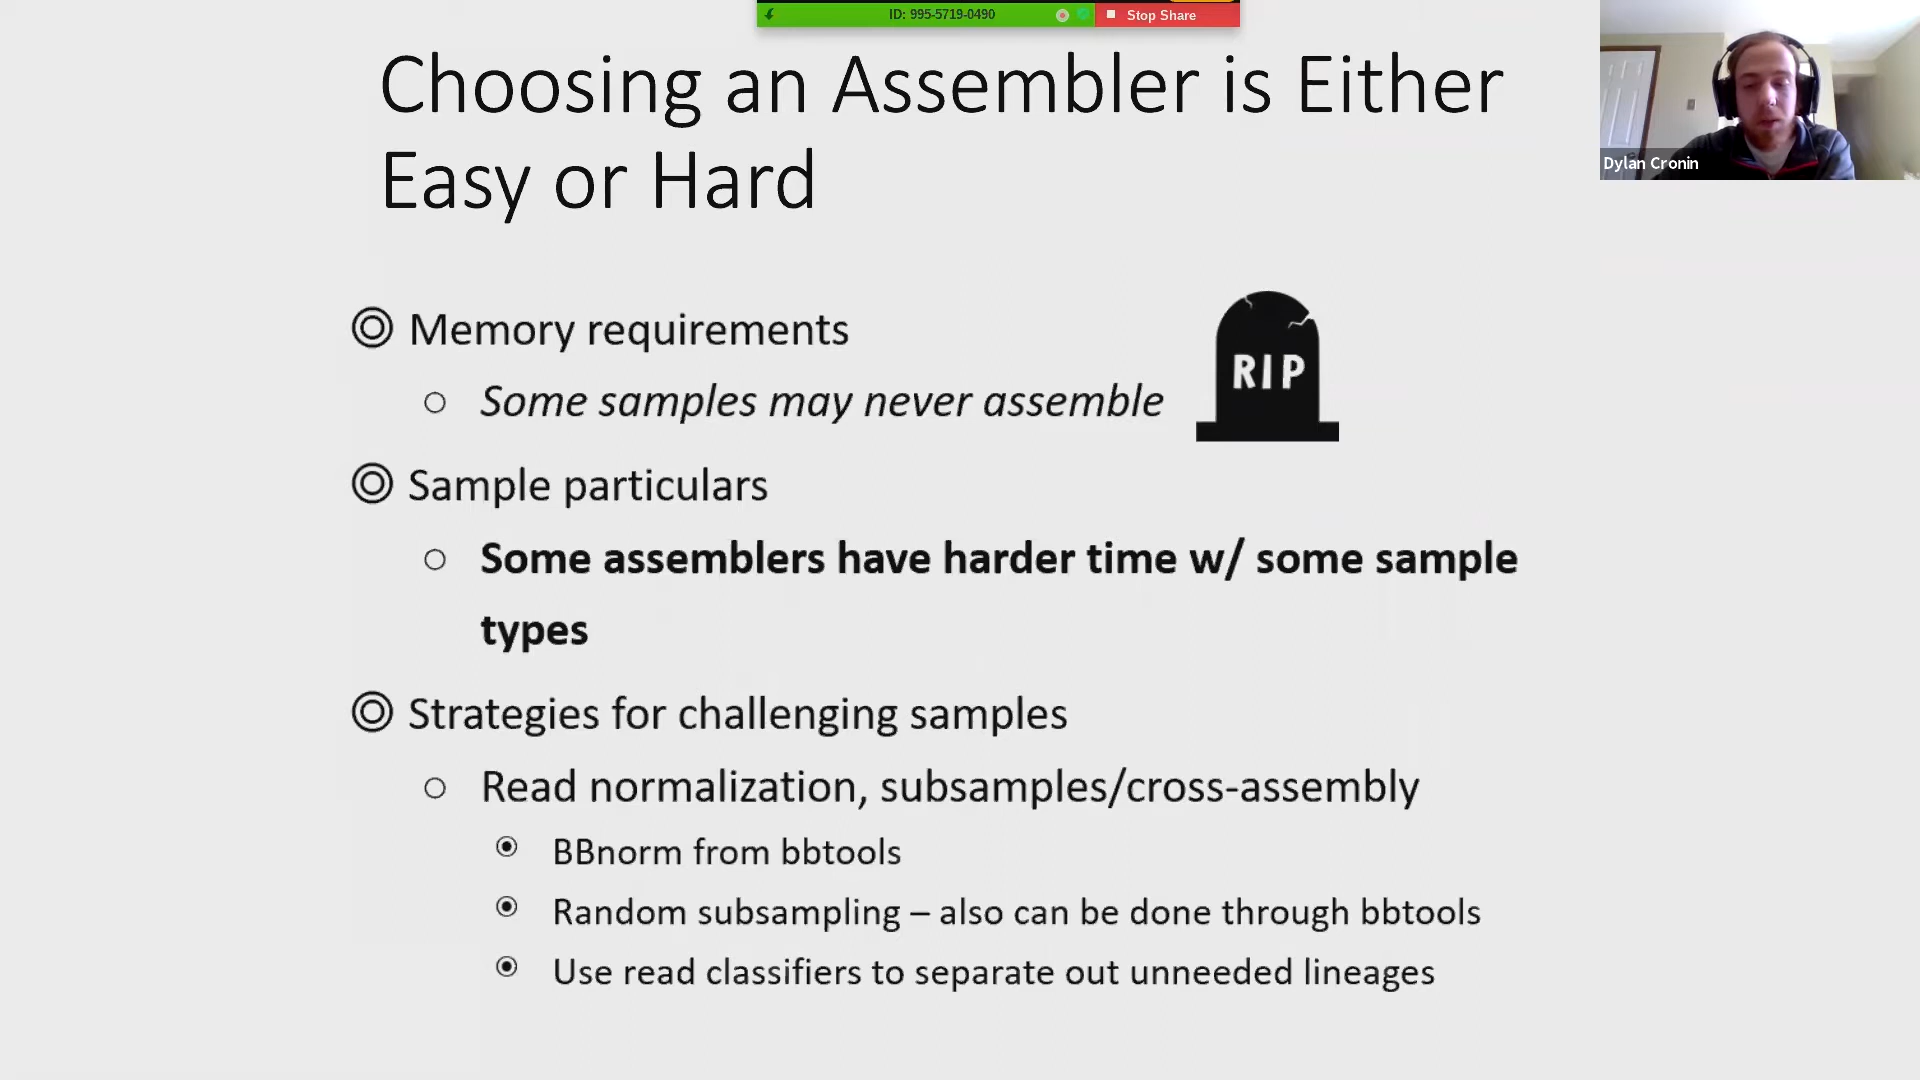 ID: 995-5719-0490
Stop Share
Choosing an Assembler is Either
Easy or Hard
Dylan Cronin
Memory requirements
Some samples may never assemble
RIP
Sample particulars
Some assemblers have harder time w/ some sample
types
Strategies for challenging samples
Read normalization, subsamples/cross-assembly
BBnorm from bbtools
Random subsampling – also can be done through bbtools
Use read classifiers to separate out unneeded lineages